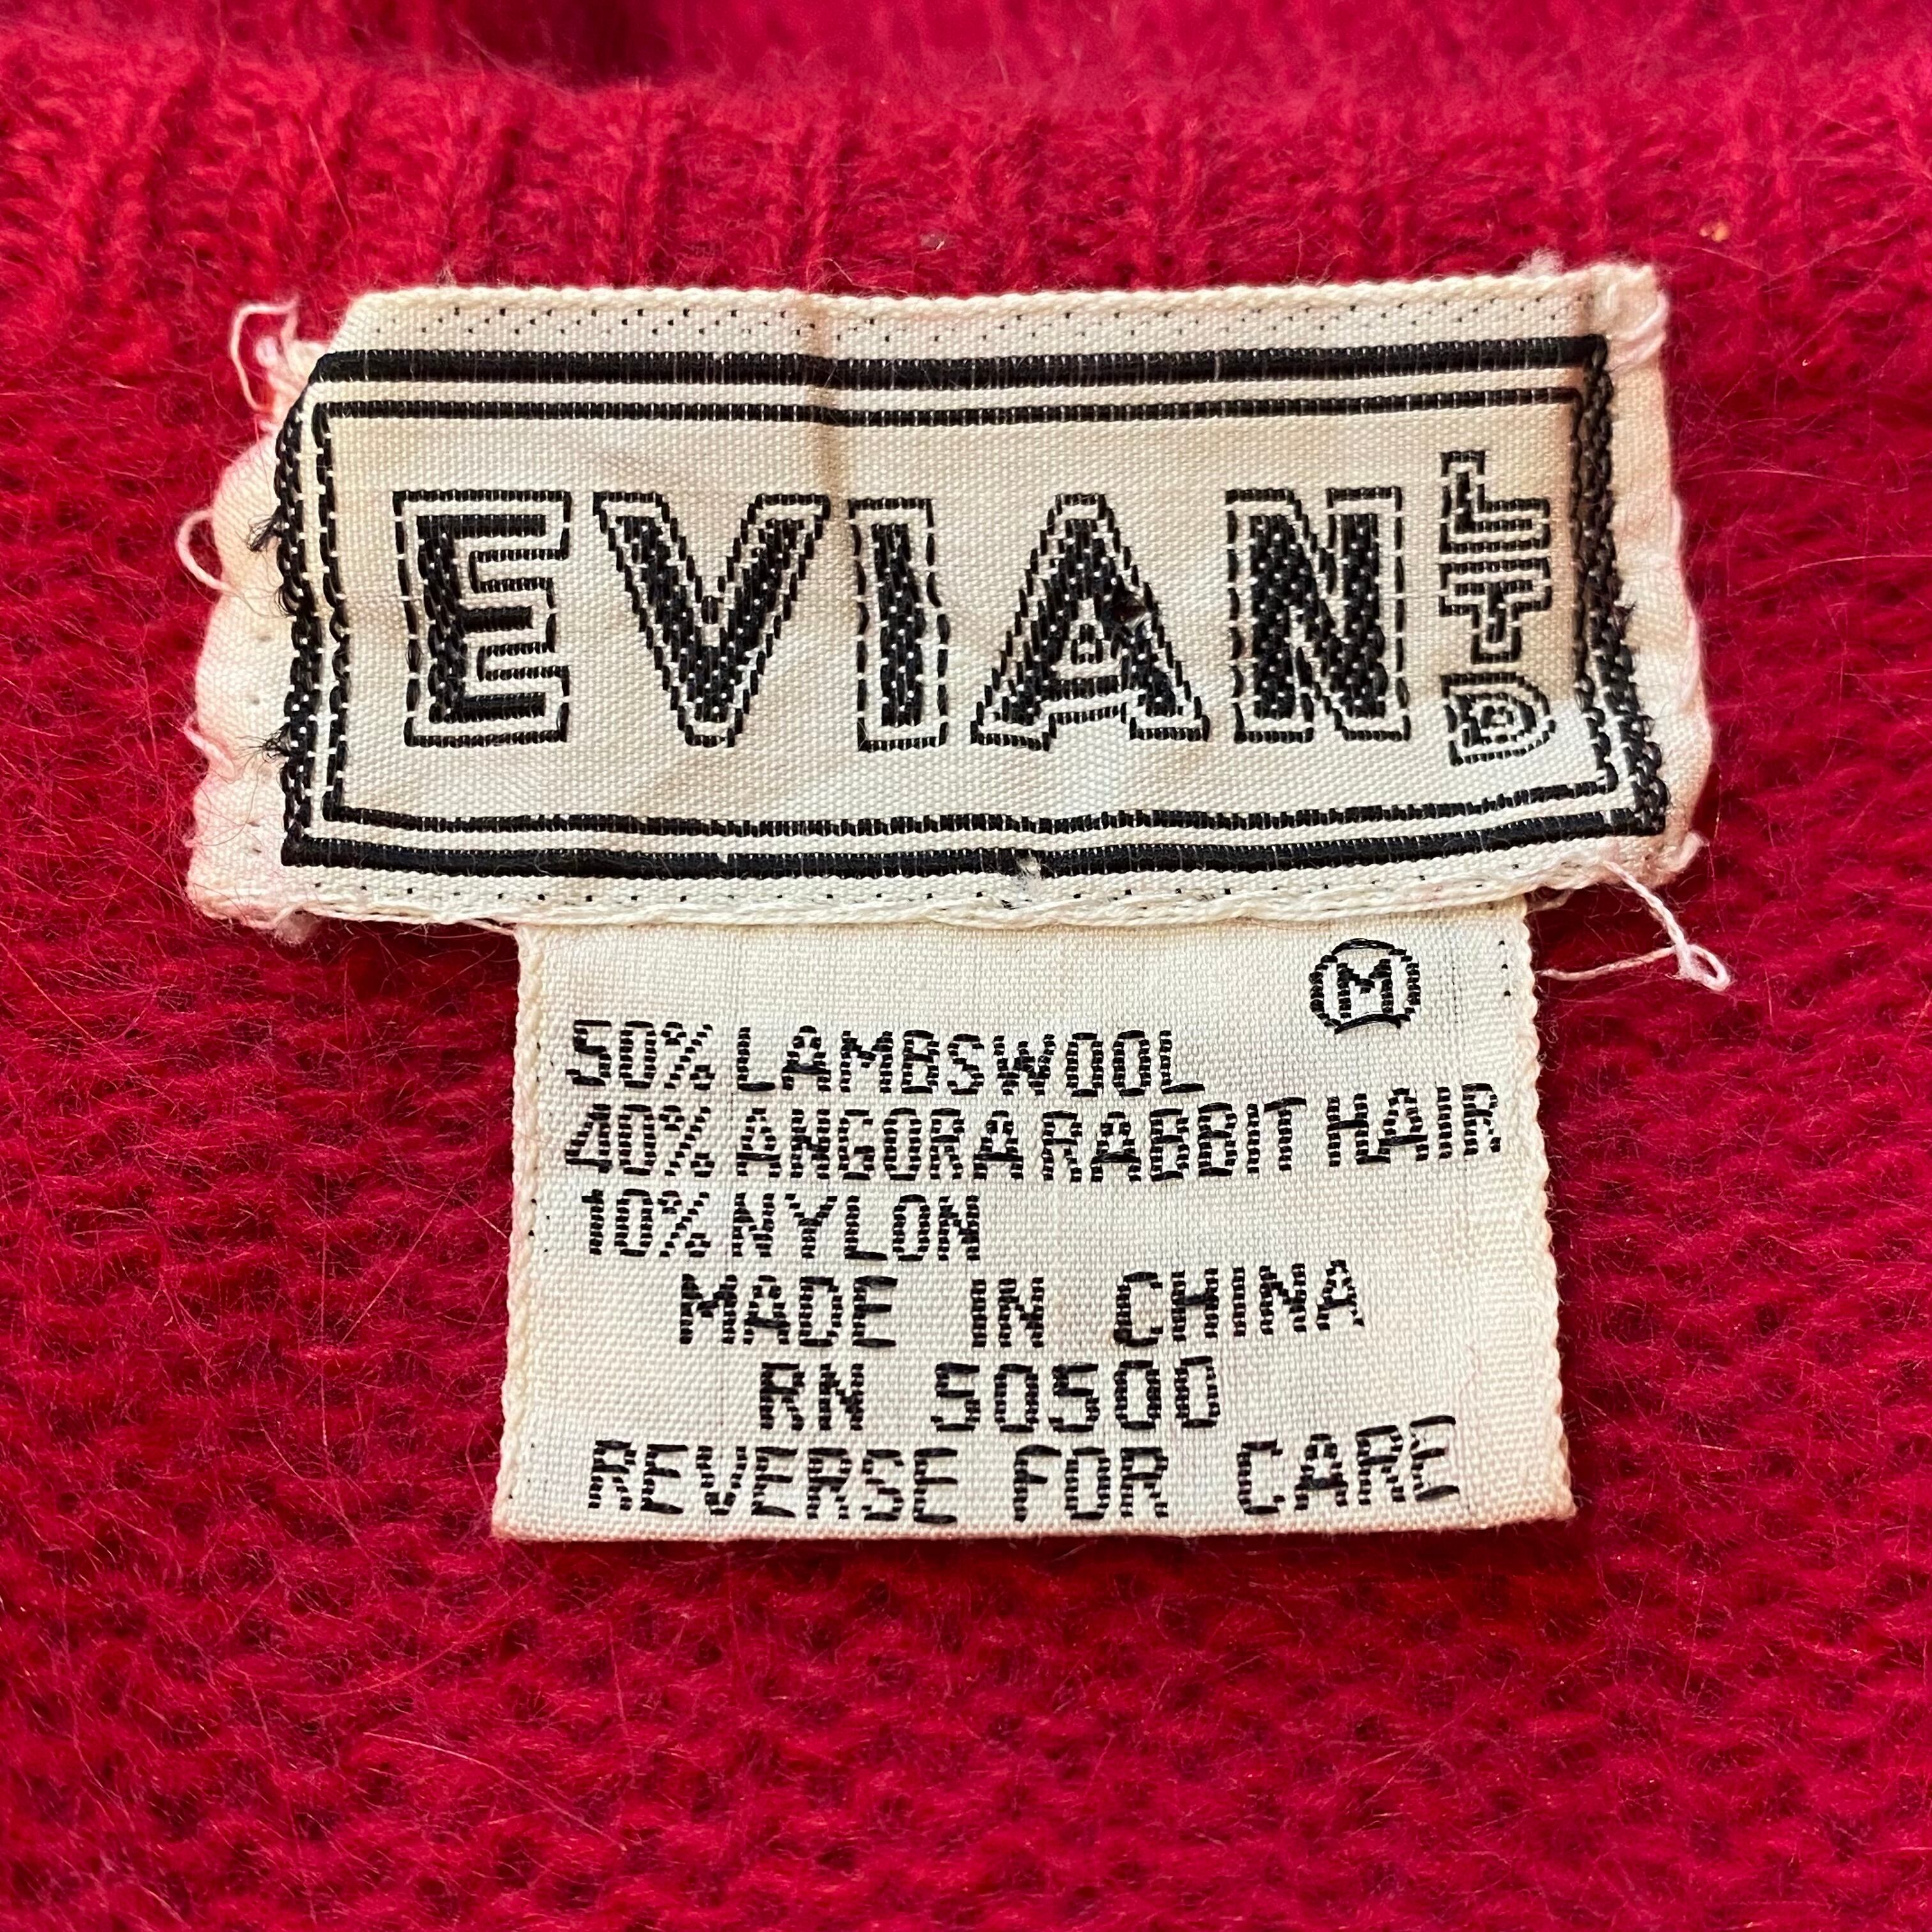 EVIAN LTD
M
50% LAMBSWOOL
40% ANGORA RABBIT HAIR
10% NYLON
MADE IN CHINA
RN 50500
REVERSE FOR CARE